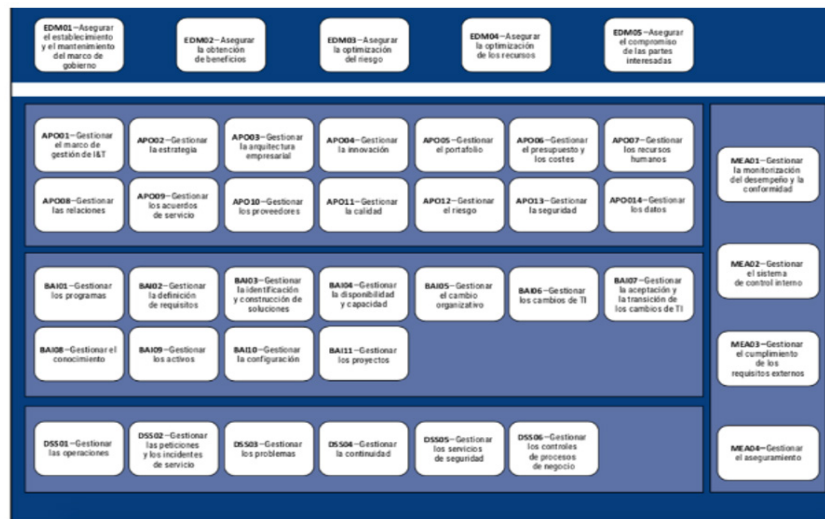 EDM01—Asegurar
el establecimiento
y el mantenimiento
del marco de
gobierno
EDM02—Asegurar
la obtención
de beneficios
EDM03—Asegurar
la optimización
del riesgo
EDM04—Asegurar
la optimización
de los recursos
EDM05—Asegurar
el compromiso
de las partes
interesadas
APO01—Gestionar
el marco de
gestión de I&T
APO02—Gestionar
la estrategia
APO03—Gestionar
la arquitectura
empresarial
APO04—Gestionar
la innovación
APO05—Gestionar
el portafolio
APO06—Gestionar
el presupuesto y
los costes
APO07—Gestionar
los recursos
humanos
APO08—Gestionar
las relaciones
APO09—Gestionar
los acuerdos
de servicio
APO10—Gestionar
los proveedores
APO11—Gestionar
la calidad
APO12—Gestionar
el riesgo
APO13—Gestionar
la seguridad
APO014—Gestionar
los datos
BAI01—Gestionar
los programas
BAI02—Gestionar
la definición
de requisitos
BAI03—Gestionar
la identificación
y construcción de
soluciones
BAI04—Gestionar
la disponibilidad
y capacidad
BAI05—Gestionar
el cambio
organizativo
BAI06—Gestionar
los cambios de TI
BAI07—Gestionar
la aceptación y
la transición de
los cambios de TI
BAI08—Gestionar el
conocimiento
BAI09—Gestionar
los activos
BAI10—Gestionar
la configuración
BAI11—Gestionar
los proyectos
DSS01—Gestionar
las operaciones
DSS02—Gestionar
las peticiones
y los incidentes
de servicio
DSS03—Gestionar
los problemas
DSS04—Gestionar
la continuidad
DSS05—Gestionar
los servicios
de seguridad
DSS06—Gestionar
los controles
de procesos
de negocio
MEA01—Gestionar
la monitorización
del desempeño y la
conformidad
MEA02—Gestionar
el sistema
de control interno
MEA03—Gestionar
el cumplimiento
de los
requisitos externos
MEA04—Gestionar
el aseguramiento